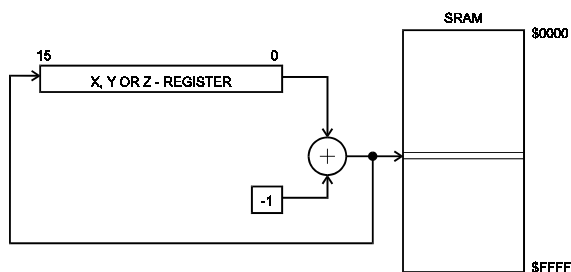 SRAM
$0000
15 0
X, Y OR Z - REGISTER
+
-1
$FFFF